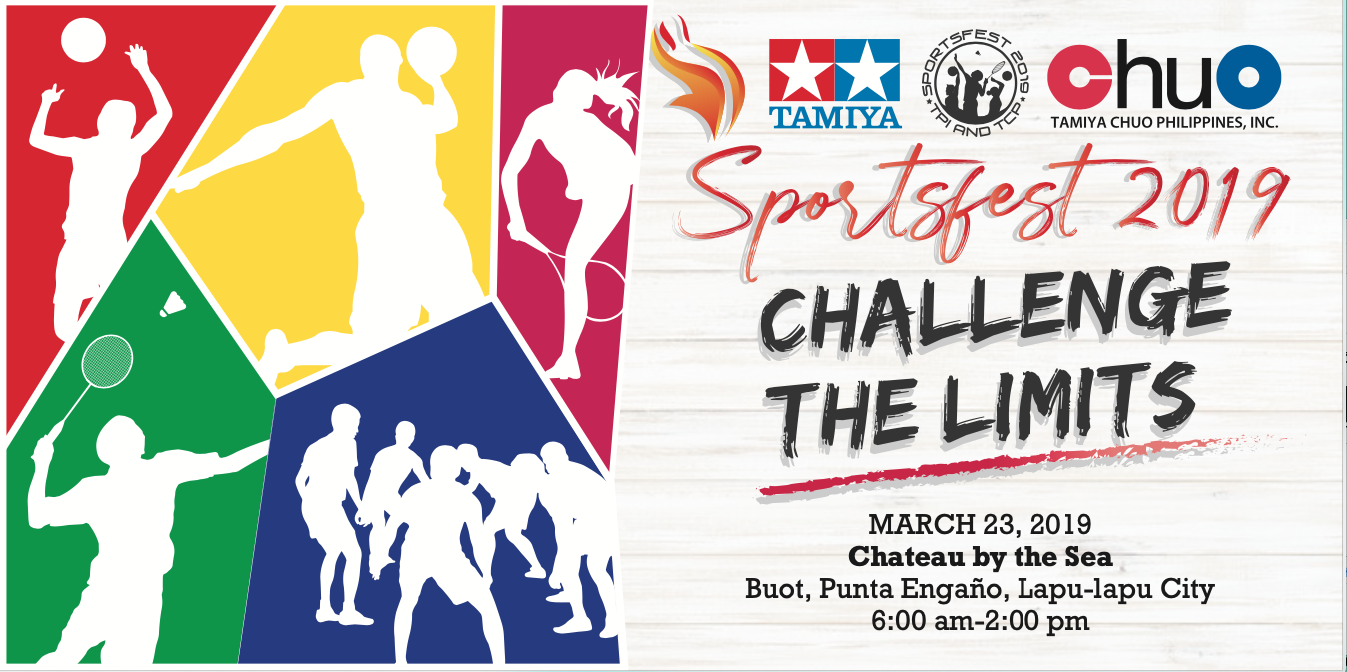 TAMIYA
SPORTSFEST 2019
TPI AND TCP
chuo
TAMIYA CHUO PHILIPPINES, INC.
Sportsfest 2019
CHALLENGE
THE LIMITS
MARCH 23, 2019
Chateau by the Sea
Buot, Punta Engaño, Lapu-lapu City
6:00 am-2:00 pm